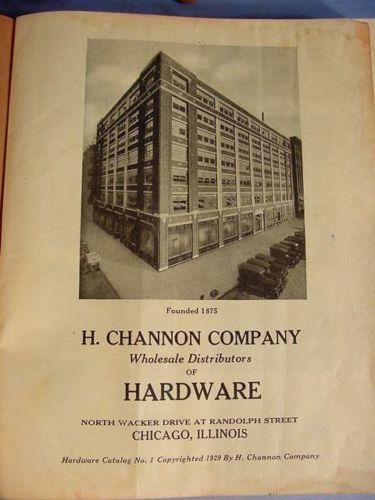 Founded 1875
H. CHANNON COMPANY
Wholesale Distributors
OF
HARDWARE
NORTH WACKER DRIVE AT RANDOLPH STREET
CHICAGO, ILLINOIS
Hardware Catalog No. 1 Copyrighted 1929 By H. Channon Company